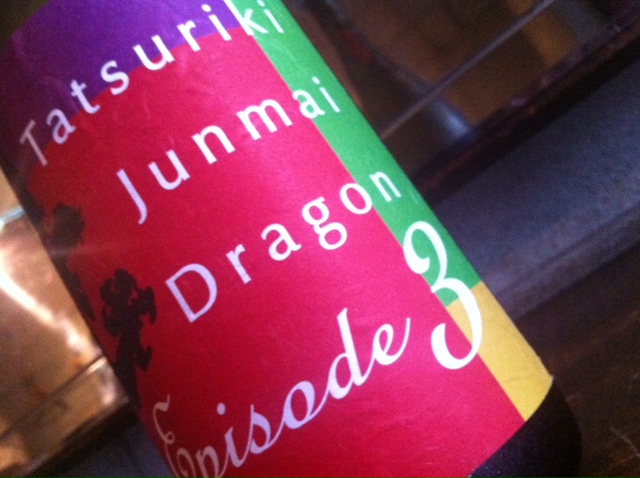 Tatsuriki
Junmai
Dragon
Episode 3